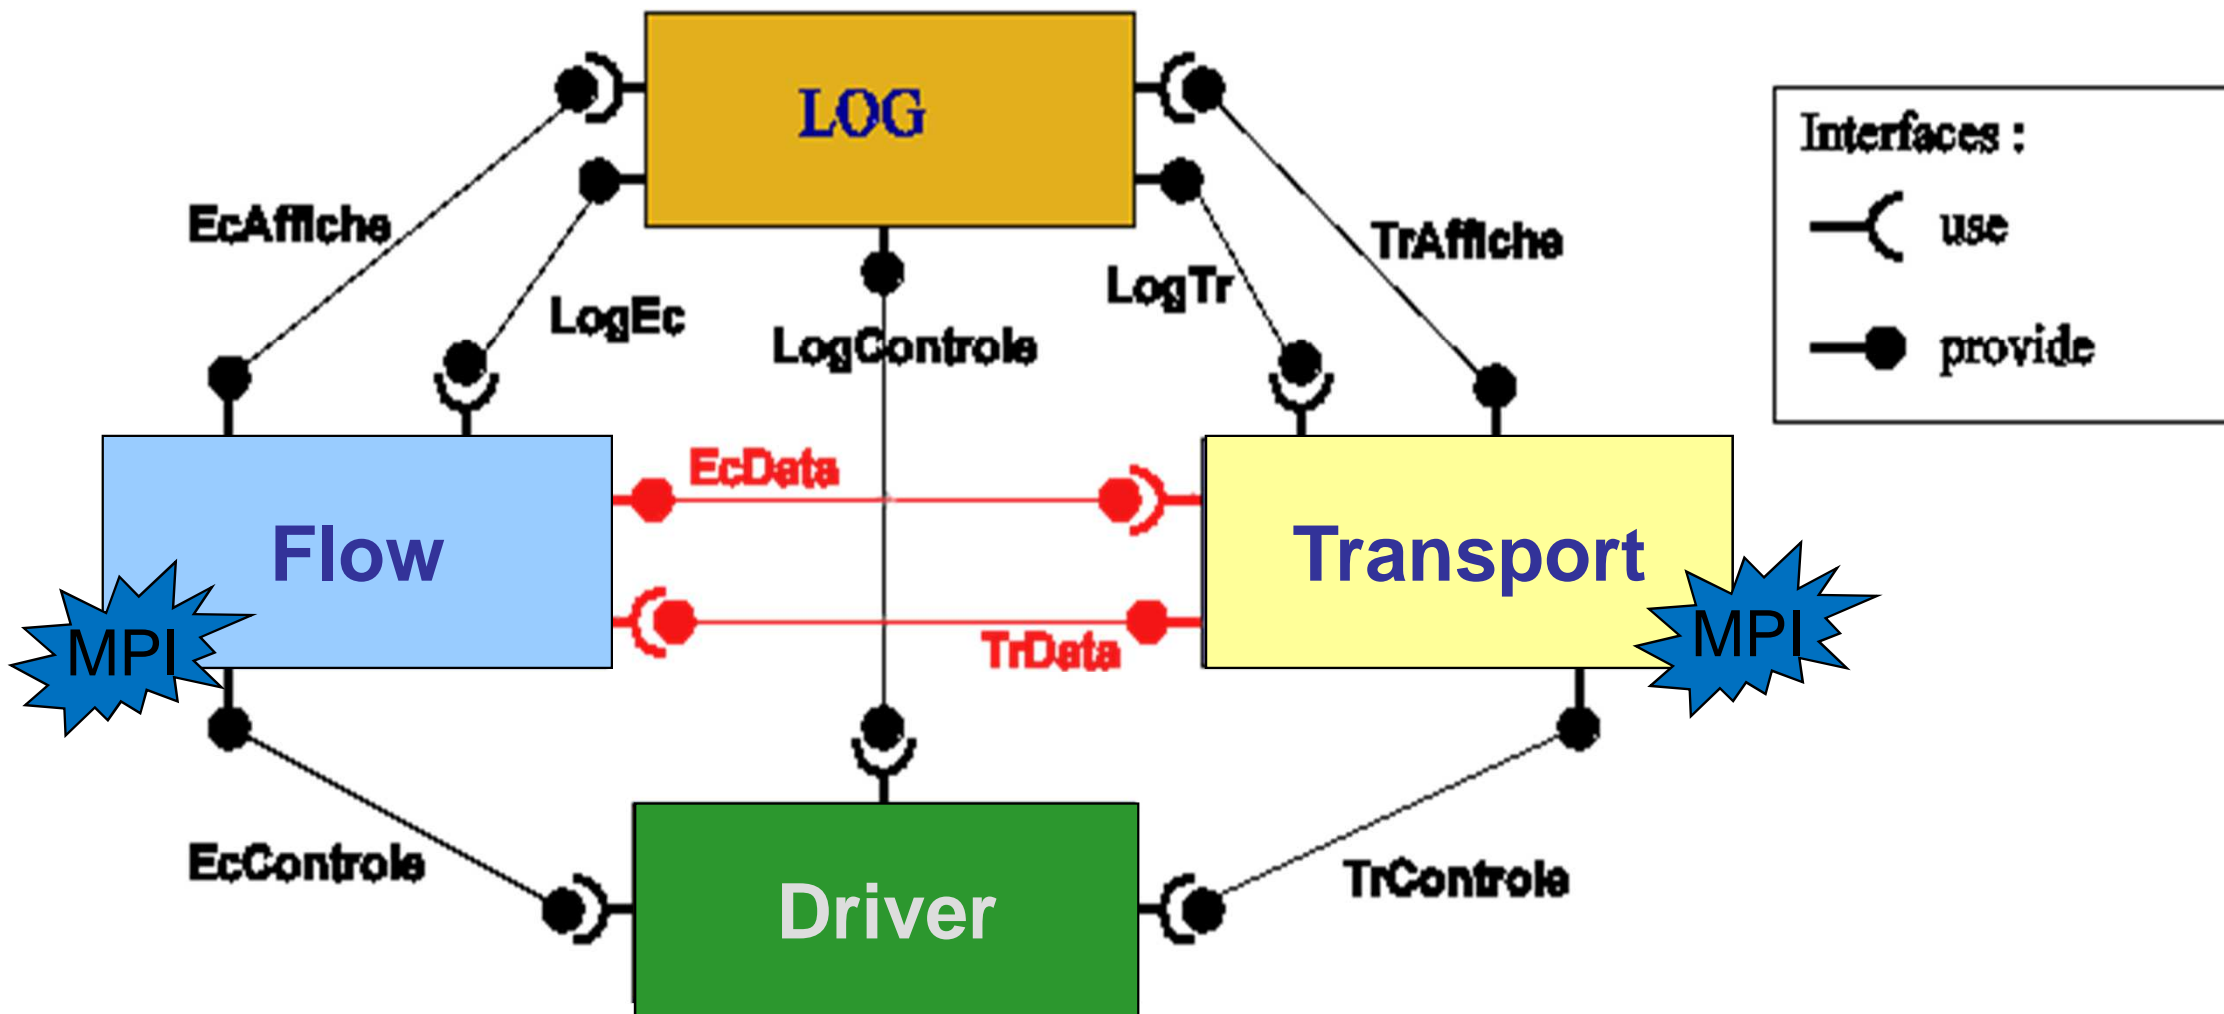 LOG
Interfaces :
use
provide
EcAffiche
TrAffiche
LogEc
LogTr
LogControle
EcData
Flow
Transport
MPI
MPI
TrData
EcControle
TrControle
Driver